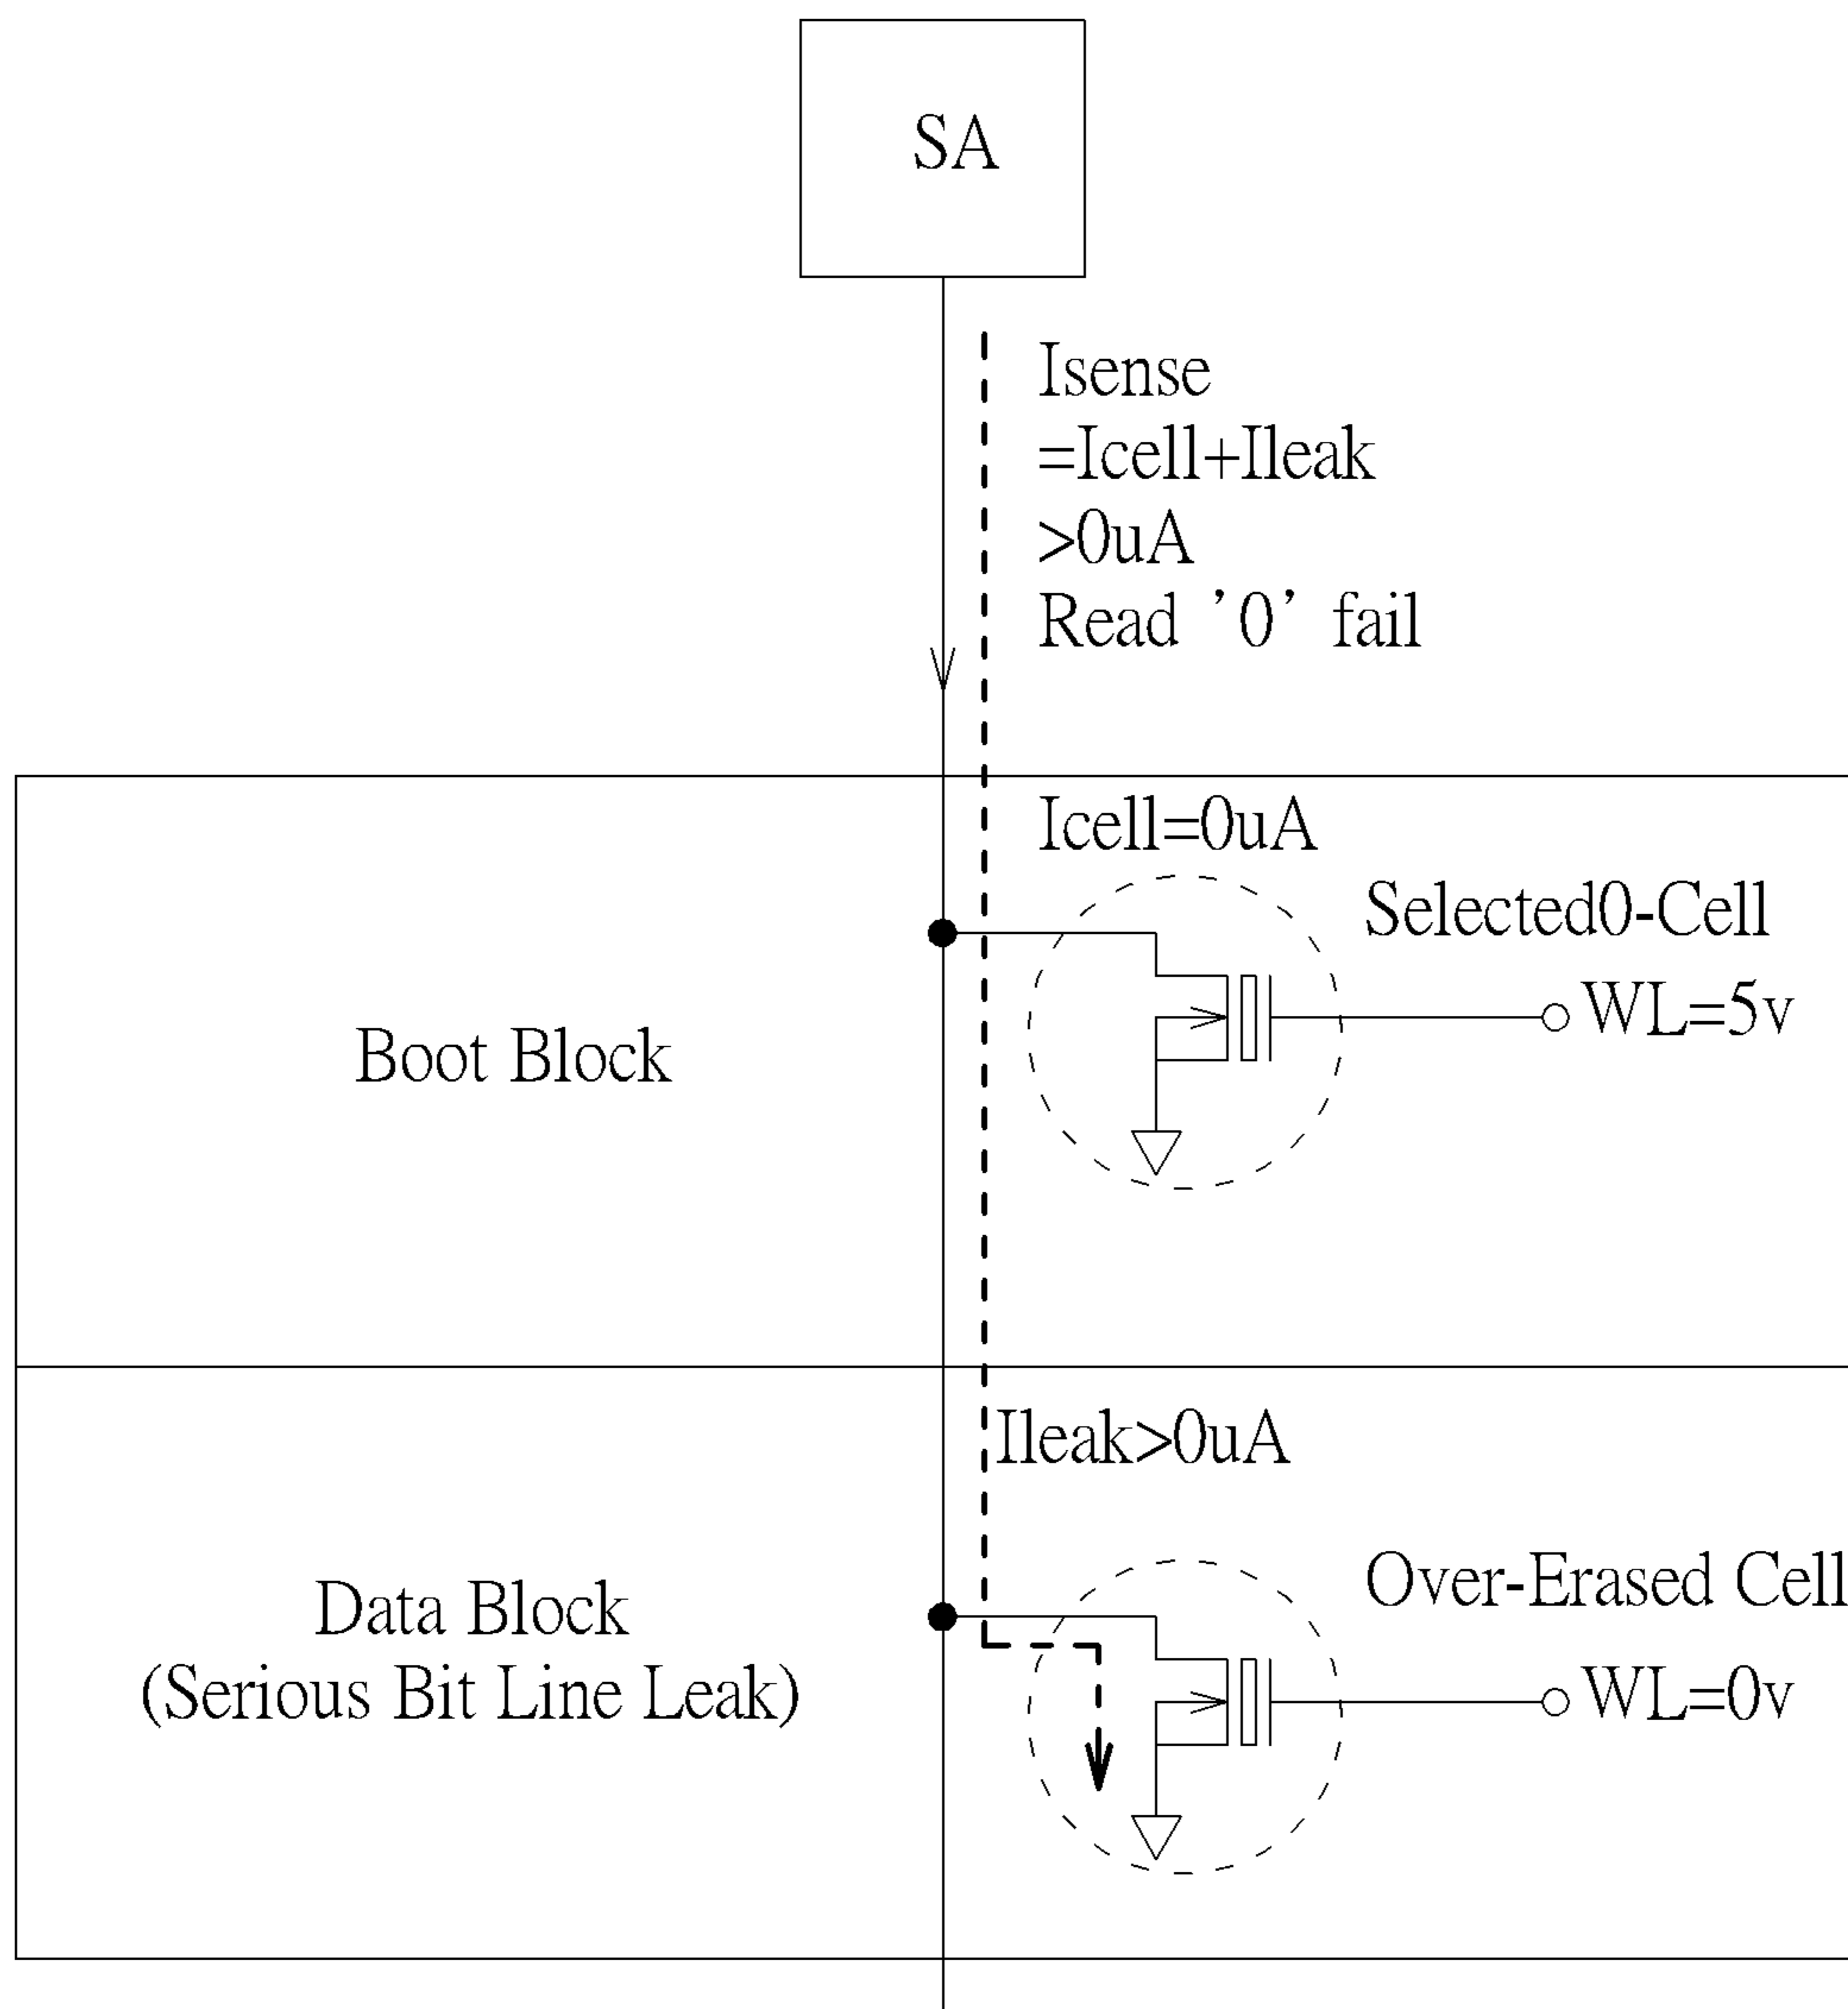 SA
Isense
=Icell+Ileak
>0uA
Read '0' fail
Icell=0uA
Selected0-Cell
WL=5v
Boot Block
Ileak>0uA
Over-Erased Cell
Data Block
(Serious Bit Line Leak)
WL=0v